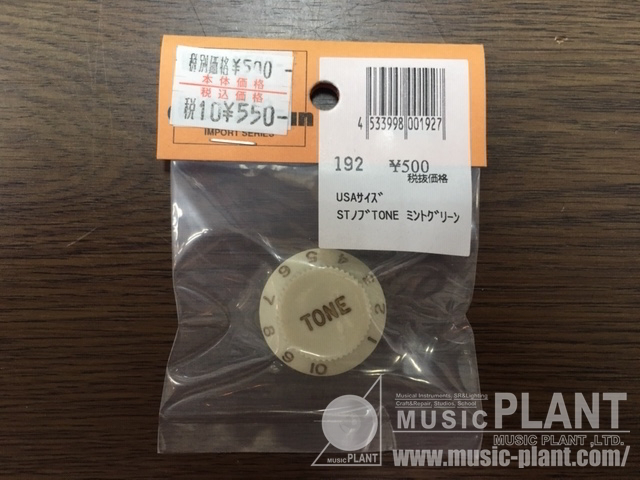 税別価格¥500-
本体価格
税込価格
税10¥550-
in
IMPORT SERIES
4 533998 001927
192 ¥500
税抜価格
USAサイズ
STノブTONE ミントグリーン
TONE
1 2 3 4 5 6 7 8 9 10
Musical Instruments, SR&Lighting
Craft&Repair, Studios, School
MUSIC PLANT
MUSIC PLANT ,LTD.
MUSIC PLANT
www.music-plant.com/